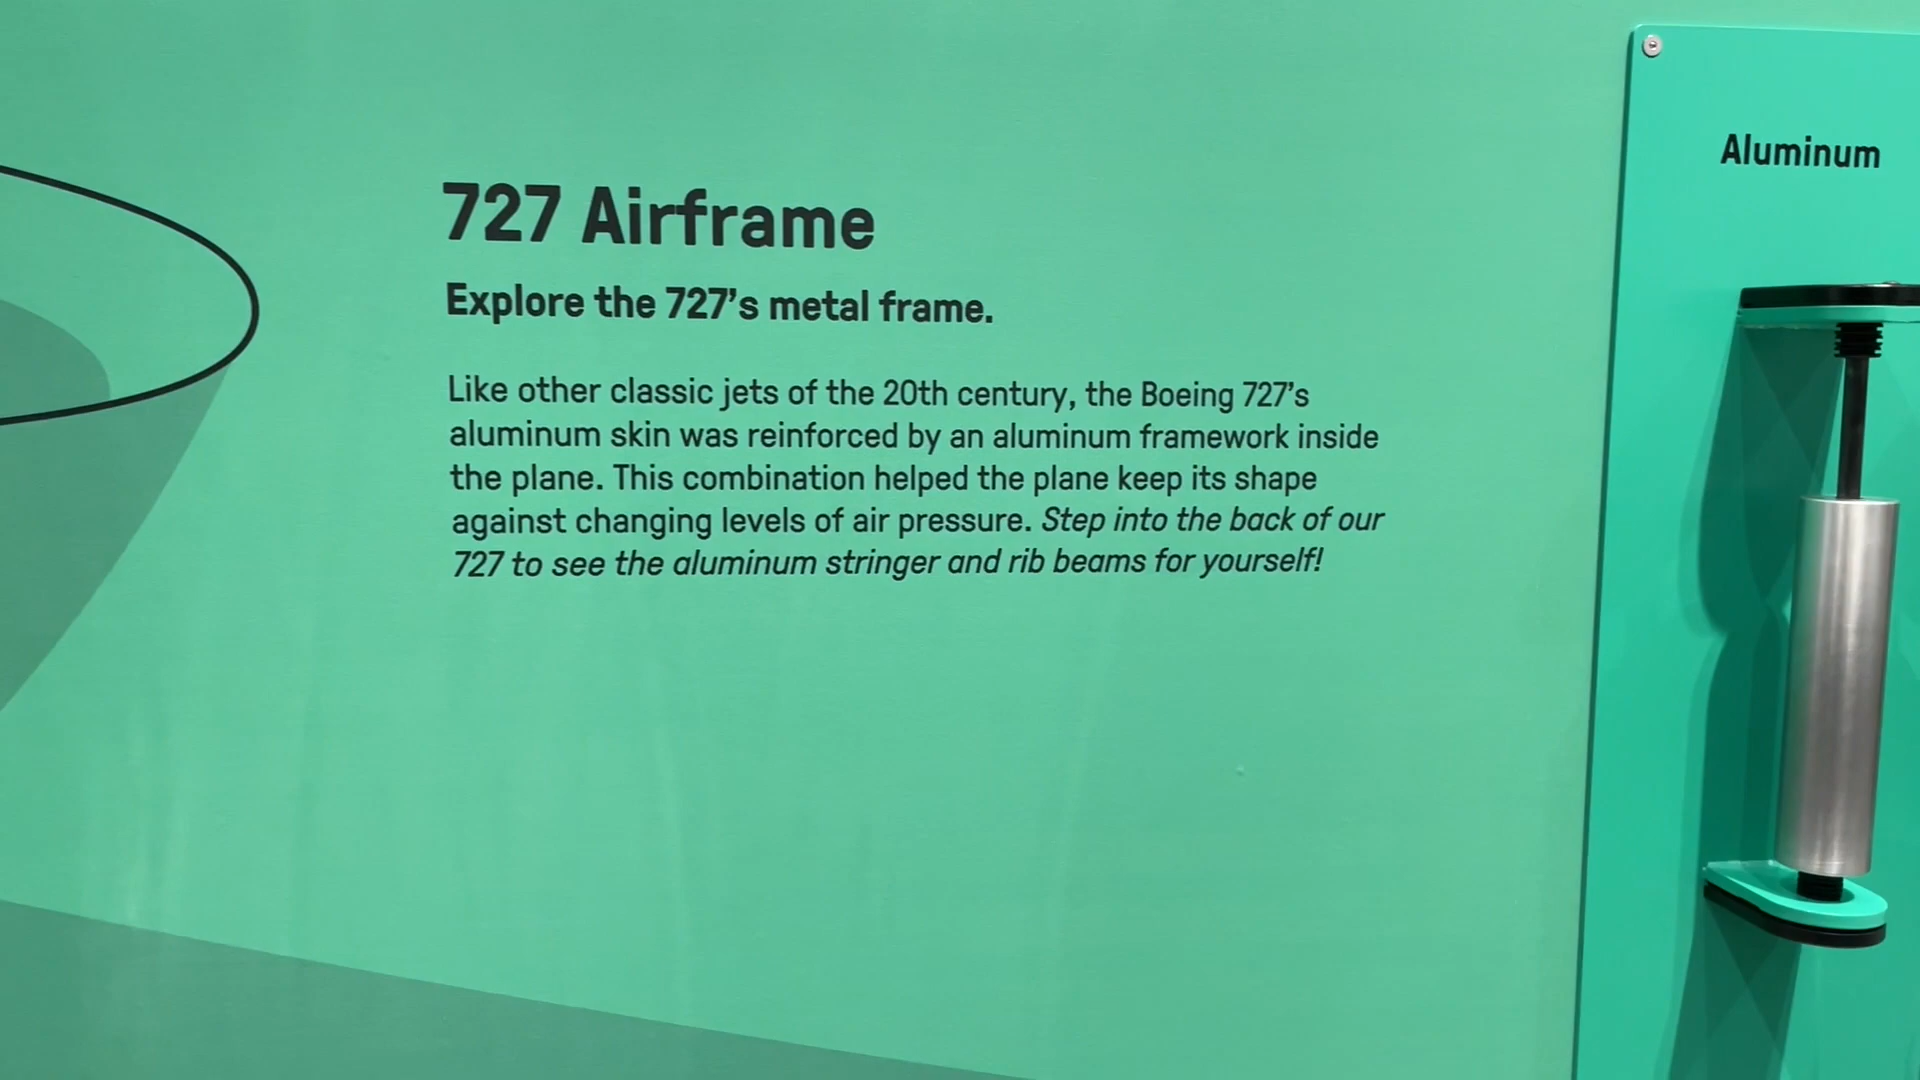 727 Airframe
Explore the 727’s metal frame.
Like other classic jets of the 20th century, the Boeing 727’s
aluminum skin was reinforced by an aluminum framework inside
the plane. This combination helped the plane keep its shape
against changing levels of air pressure. Step into the back of our
727 to see the aluminum stringer and rib beams for yourself!
Aluminum